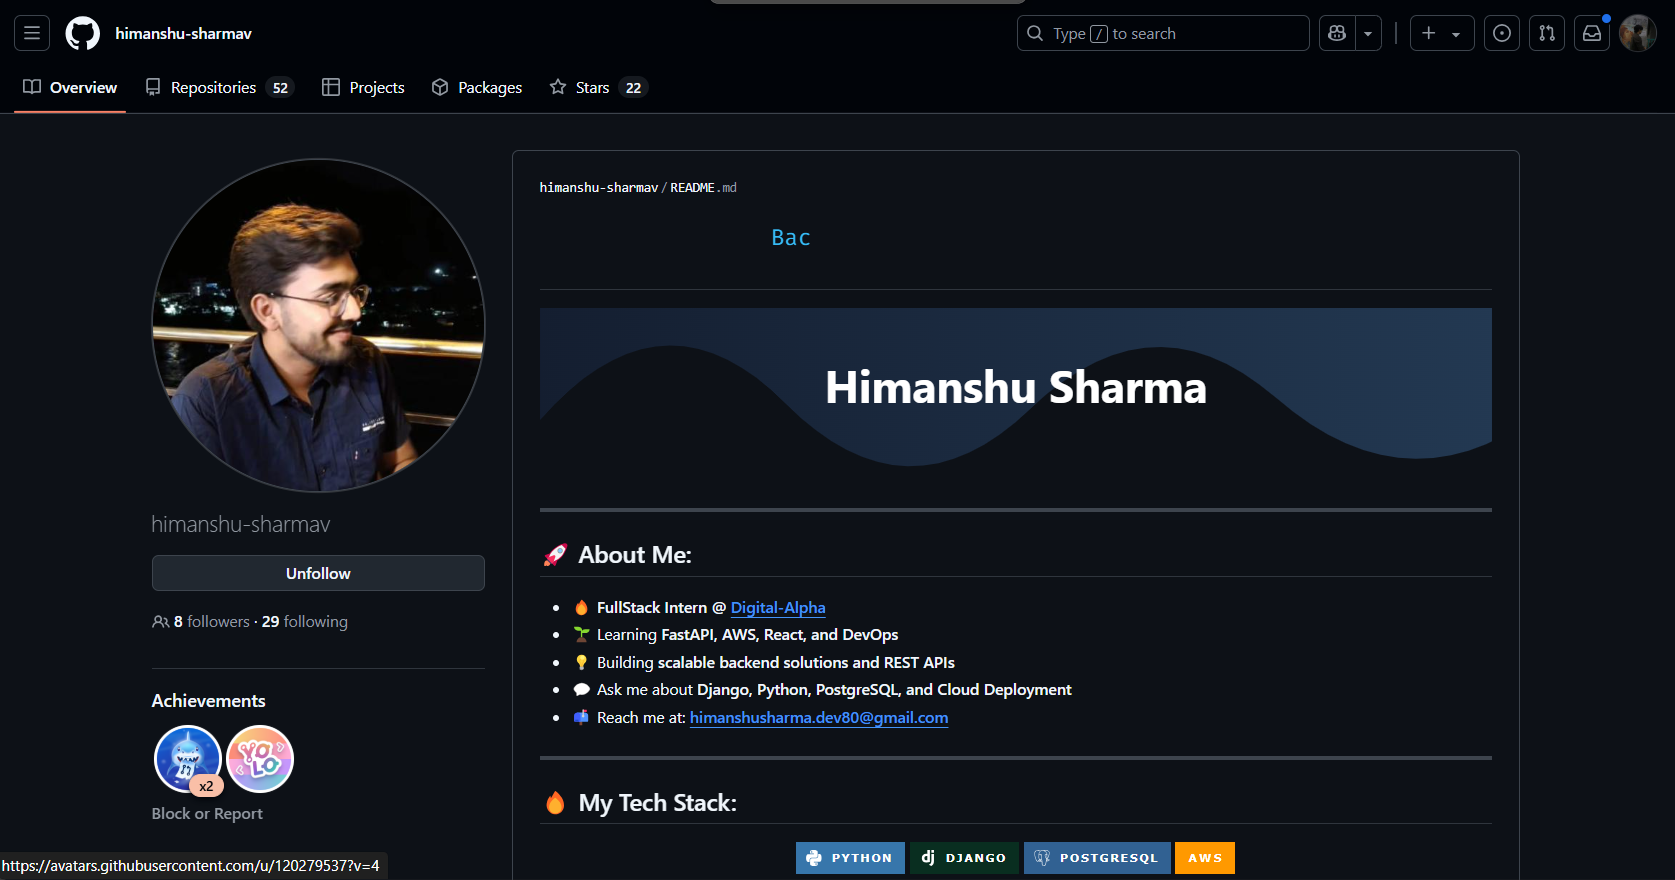 himanshu-sharmav
Type / to search
Overview
Repositories 52
Projects
Packages
Stars 22
himanshu-sharmav
Unfollow
8 followers · 29 following
Achievements
YOLO
x2
Block or Report
https://avatars.githubusercontent.com/u/120279537?v=4
himanshu-sharmav/README.md
Bac
Himanshu Sharma
🚀 About Me:
• 🔥 FullStack Intern @ Digital-Alpha
• 🌱 Learning FastAPI, AWS, React, and DevOps
• 💡 Building scalable backend solutions and REST APIs
• 💬 Ask me about Django, Python, PostgreSQL, and Cloud Deployment
• 📫 Reach me at: himanshusharma.dev80@gmail.com
🔥 My Tech Stack:
PYTHON
dj DJANGO
POSTGRESQL
AWS